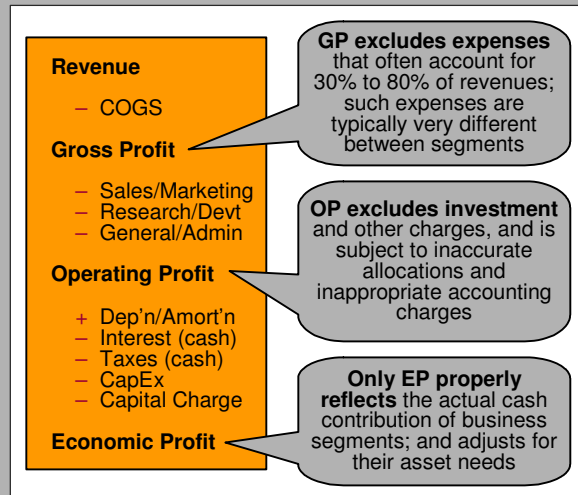 Revenue
– COGS
Gross Profit
– Sales/Marketing
– Research/Devt
– General/Admin
Operating Profit
+ Dep'n/Amort'n
– Interest (cash)
– Taxes (cash)
– CapEx
– Capital Charge
Economic Profit
GP excludes expenses
that often account for
30% to 80% of revenues;
such expenses are
typically very different
between segments
OP excludes investment
and other charges, and is
subject to inaccurate
allocations and
inappropriate accounting
charges
Only EP properly
reflects the actual cash
contribution of business
segments; and adjusts for
their asset needs